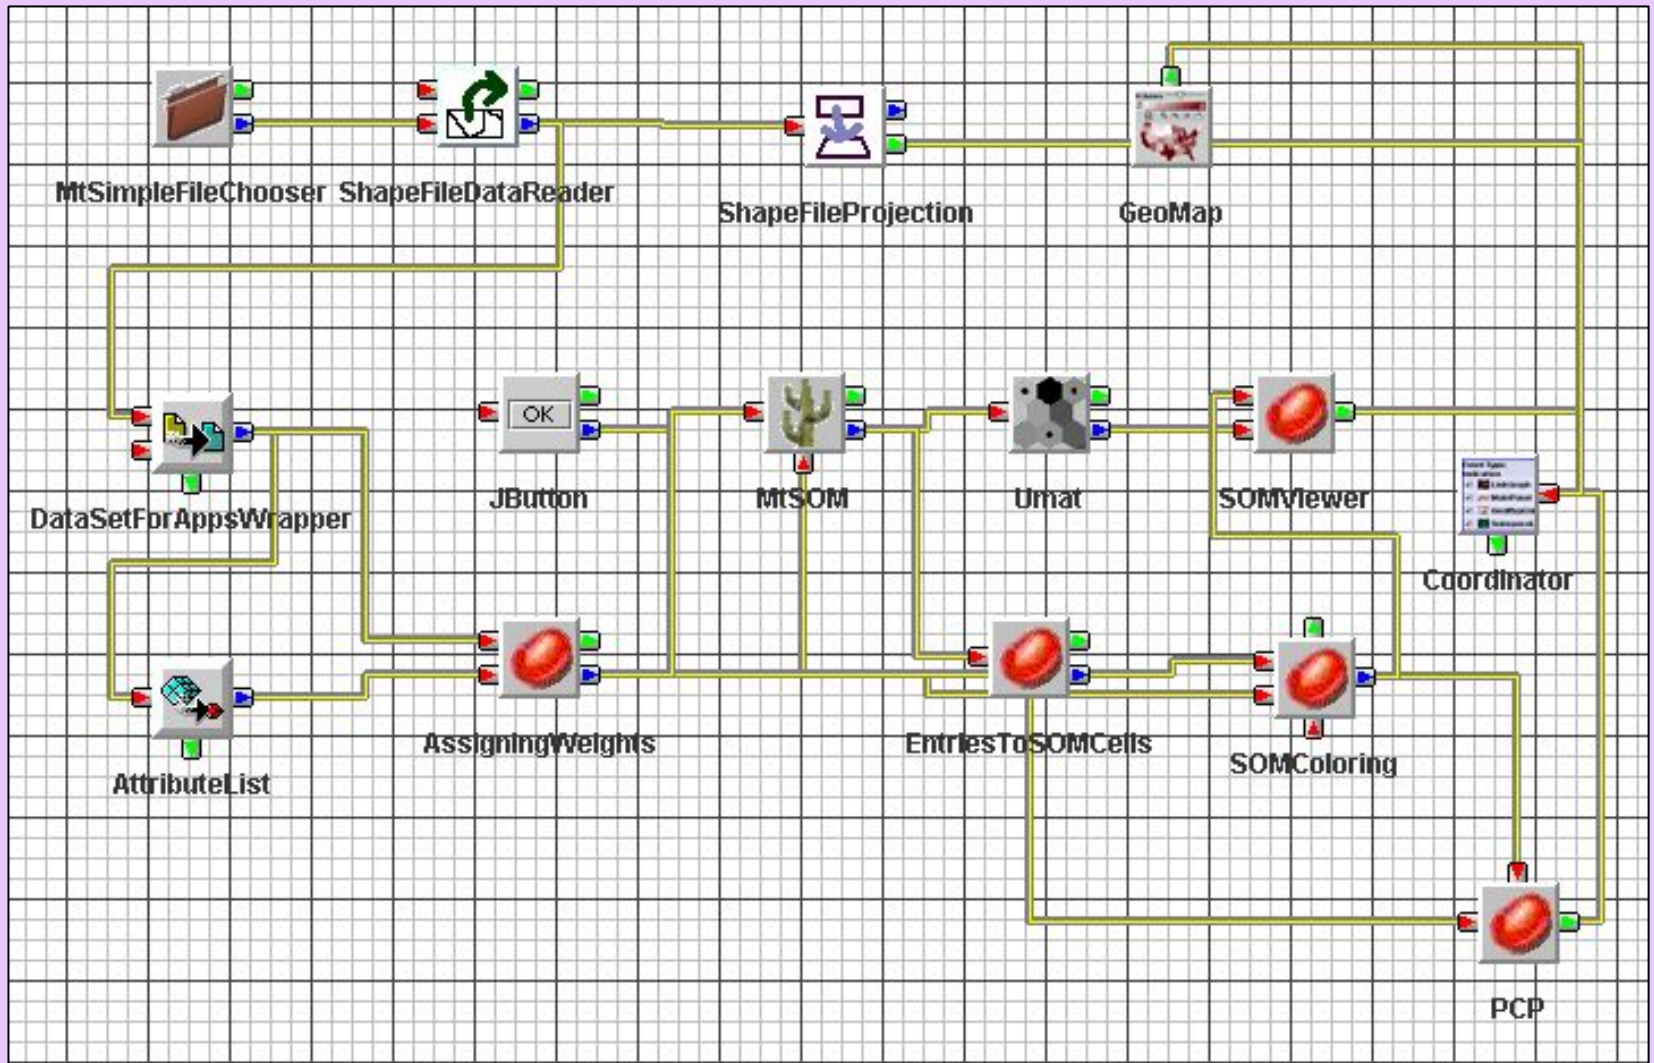 MtSimpleFileChooser
ShapeFileDataReader
ShapeFileProjection
GeoMap
OK
DataSetForAppsWrapper
JButton
MtSOM
Umat
SOMViewer
Coordinator
AttributeList
AssigningWeights
EntriesToSOMCells
SOMColoring
PCP